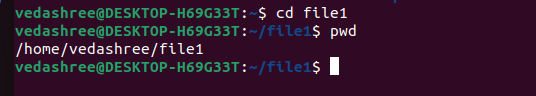 vedashree@DESKTOP-H69G33T:~$ cd file1
vedashree@DESKTOP-H69G33T:~/file1$ pwd
/home/vedashree/file1
vedashree@DESKTOP-H69G33T:~/file1$